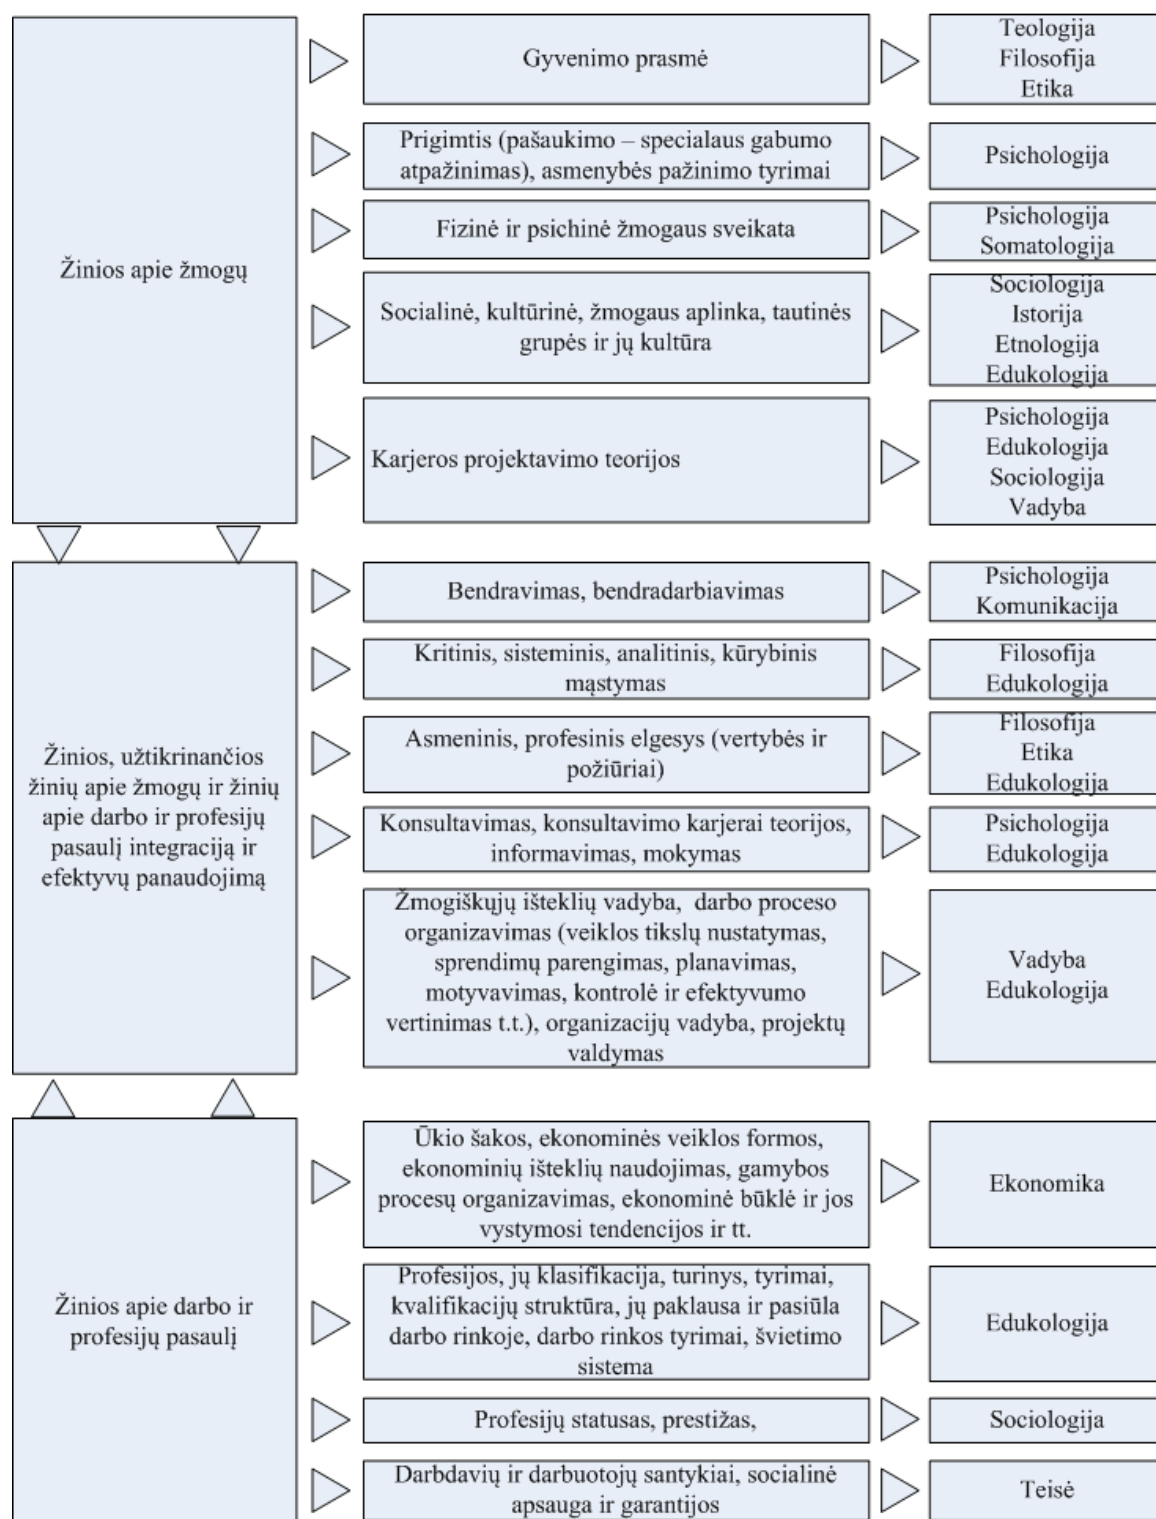 Žinios apie žmogų
Gyvenimo prasmė
Teologija
Filosofija
Etika
Prigimtis (pašaukimo – specialaus gabumo
atpažinimas), asmenybės pažinimo tyrimai
Psichologija
Fizinė ir psichinė žmogaus sveikata
Psichologija
Somatologija
Socialinė, kultūrinė, žmogaus aplinka, tautinės
grupės ir jų kultūra
Sociologija
Istorija
Etnologija
Edukologija
Karjeros projektavimo teorijos
Psichologija
Edukologija
Sociologija
Vadyba
Žinios, užtikrinančios
žinių apie žmogų ir žinių
apie darbo ir profesijų
pasaulį integraciją ir
efektyvų panaudojimą
Bendravimas, bendradarbiavimas
Psichologija
Komunikacija
Kritinis, sisteminis, analitinis, kūrybinis
mąstymas
Filosofija
Edukologija
Asmeninis, profesinis elgesys (vertybės ir
požiūriai)
Filosofija
Etika
Edukologija
Konsultavimas, konsultavimo karjerai teorijos,
informavimas, mokymas
Psichologija
Edukologija
Žmogiškųjų išteklių vadyba, darbo proceso
organizavimas (veiklos tikslų nustatymas,
sprendimų parengimas, planavimas,
motyvavimas, kontrolė ir efektyvumo
vertinimas t.t.), organizacijų vadyba, projektų
valdymas
Vadyba
Edukologija
Žinios apie darbo ir
profesijų pasaulį
Ūkio šakos, ekonominės veiklos formos,
ekonominių išteklių naudojimas, gamybos
procesų organizavimas, ekonominė būklė ir jos
vystymosi tendencijos ir tt.
Ekonomika
Profesijos, jų klasifikacija, turinys, tyrimai,
kvalifikacijų struktūra, jų paklausa ir pasiūla
darbo rinkoje, darbo rinkos tyrimai, švietimo
sistema
Edukologija
Profesijų statusas, prestižas,
Sociologija
Darbdavių ir darbuotojų santykiai, socialinė
apsauga ir garantijos
Teisė